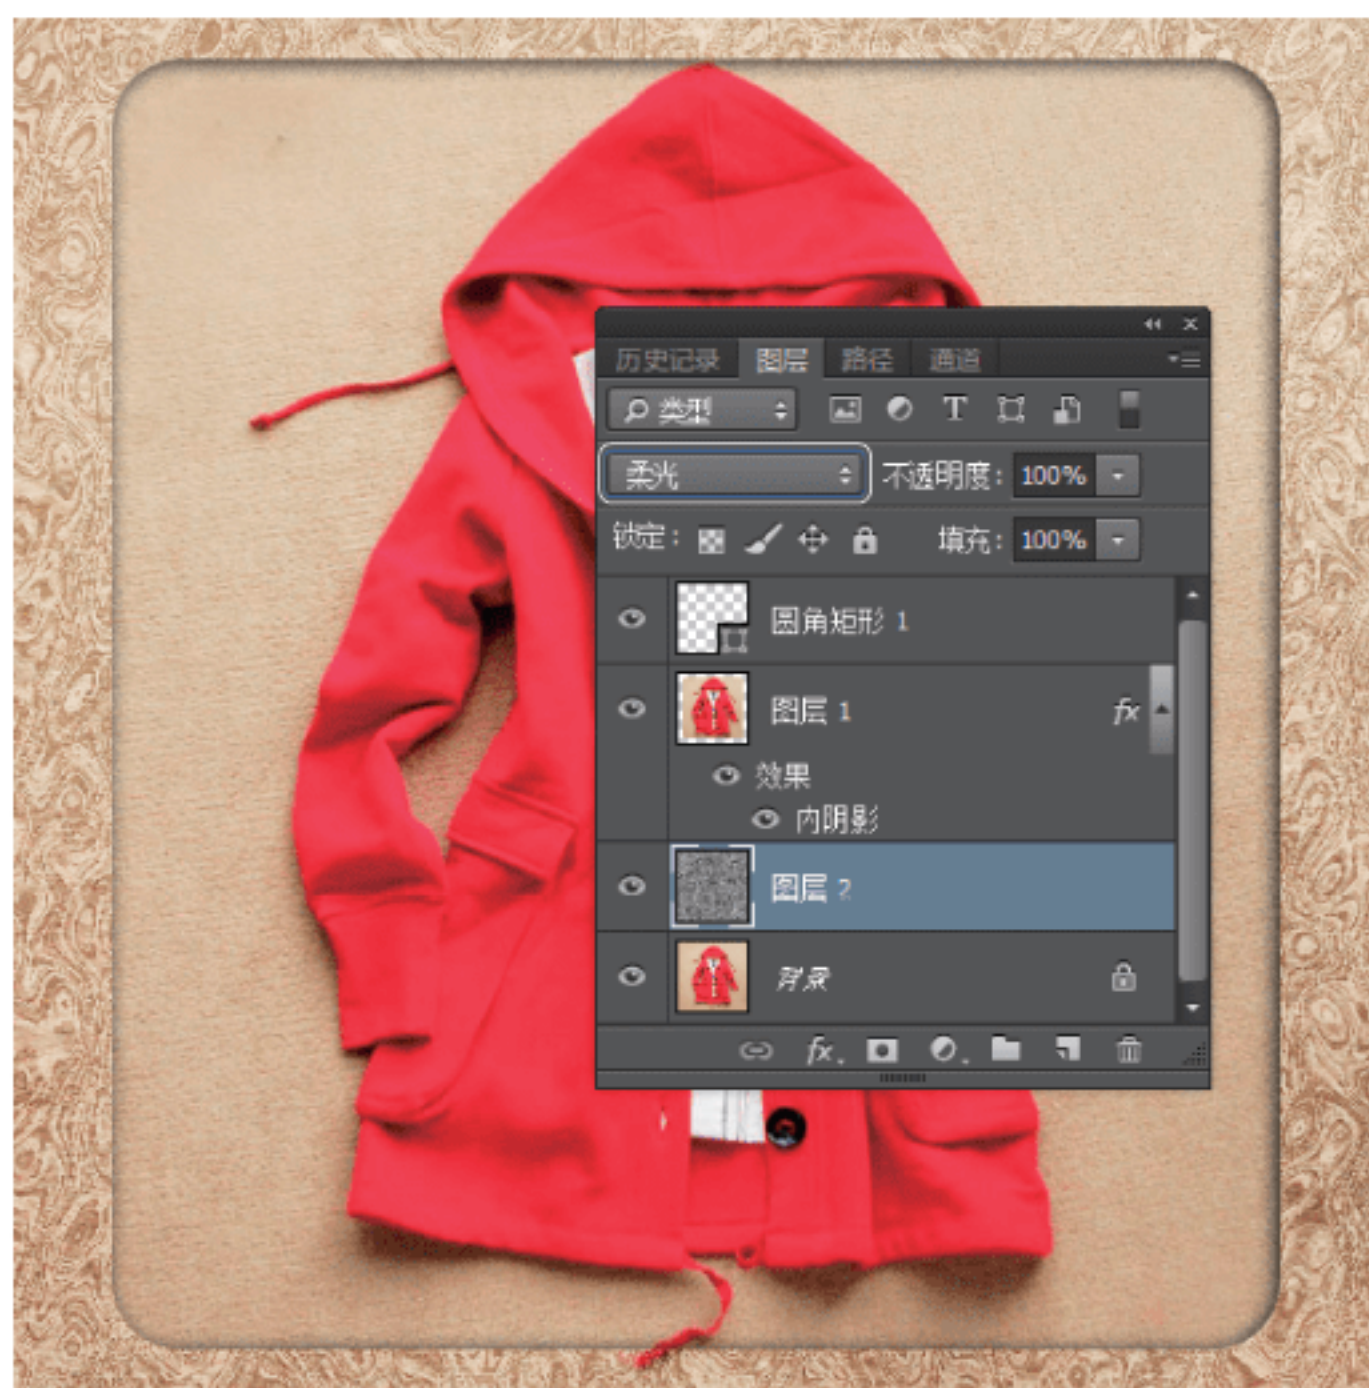 历史记录 图层 路径 通道
类型 T
柔光 不透明度: 100%
锁定: 填充: 100%
圆角矩形 1
图层 1 fx
效果
内阴影
图层 2
背景
fx.